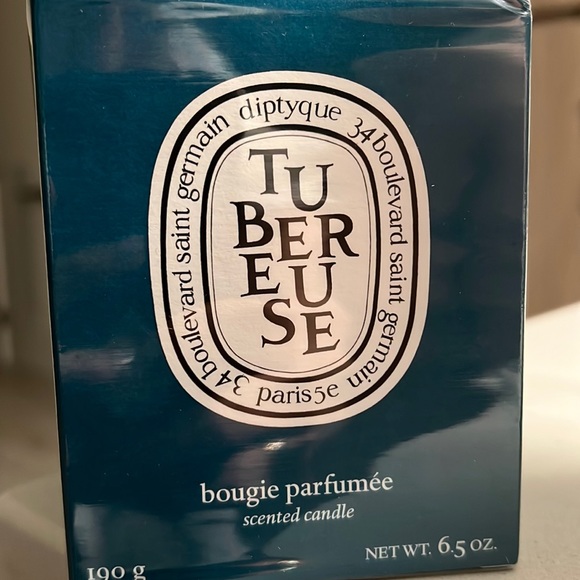 diptyque
34 boulevard saint germain
paris5e
34 boulevard saint germain
TU
BER
EU
SE
bougie parfumée
scented candle
190 g
NET WT. 6.5 OZ.